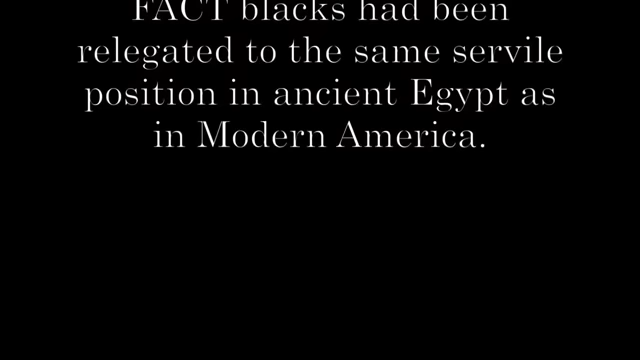 FACT blacks had been
relegated to the same servile
position in ancient Egypt as
in Modern America.